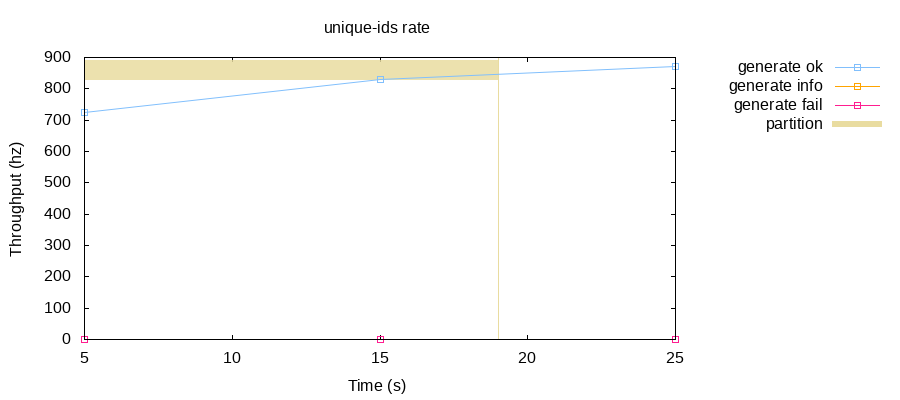 unique-ids rate
900
800
700
600
500
400
300
200
100
0
5
10
15
20
25
Throughput (hz)
Time (s)
generate ok
generate info
generate fail
partition